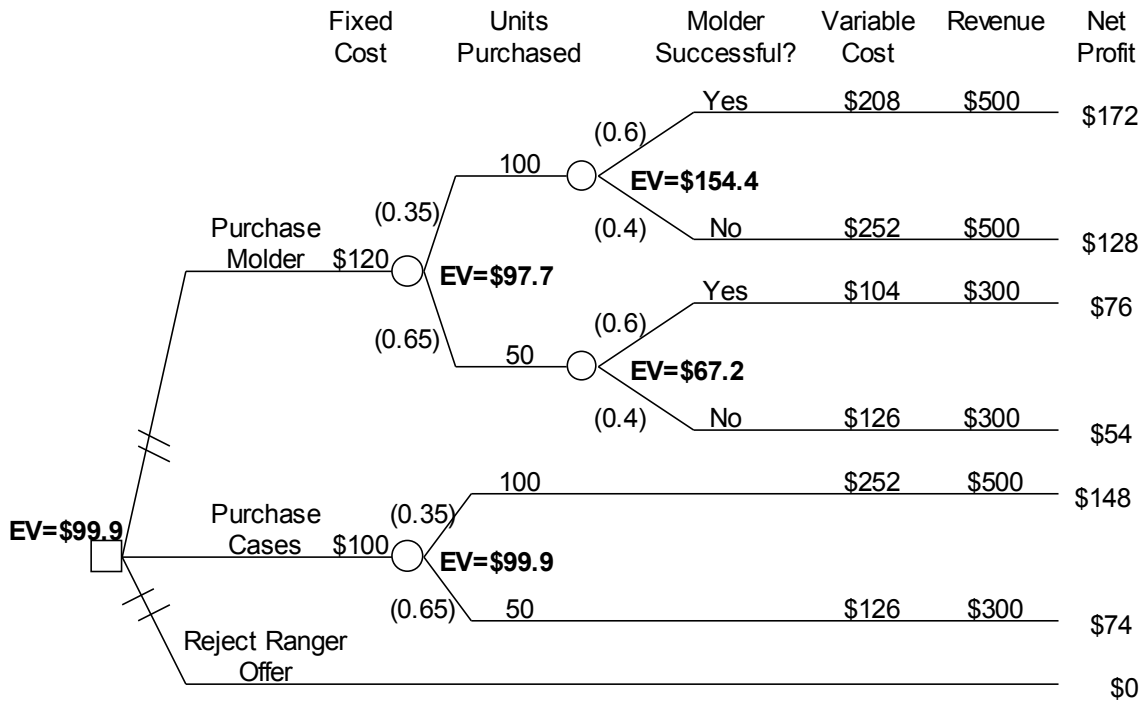 Fixed Cost
Units Purchased
Molder Successful?
Variable Cost
Revenue
Net Profit
Yes
$208
$500
$172
(0.6)
100
EV=$154.4
(0.35)
(0.4)
No
$252
$500
$128
Purchase Molder
$120
EV=$97.7
Yes
$104
$300
$76
(0.6)
(0.65)
50
EV=$67.2
(0.4)
No
$126
$300
$54
100
$252
$500
$148
EV=$99.9
Purchase Cases
$100
(0.35)
EV=$99.9
(0.65)
50
$126
$300
$74
Reject Ranger Offer
$0